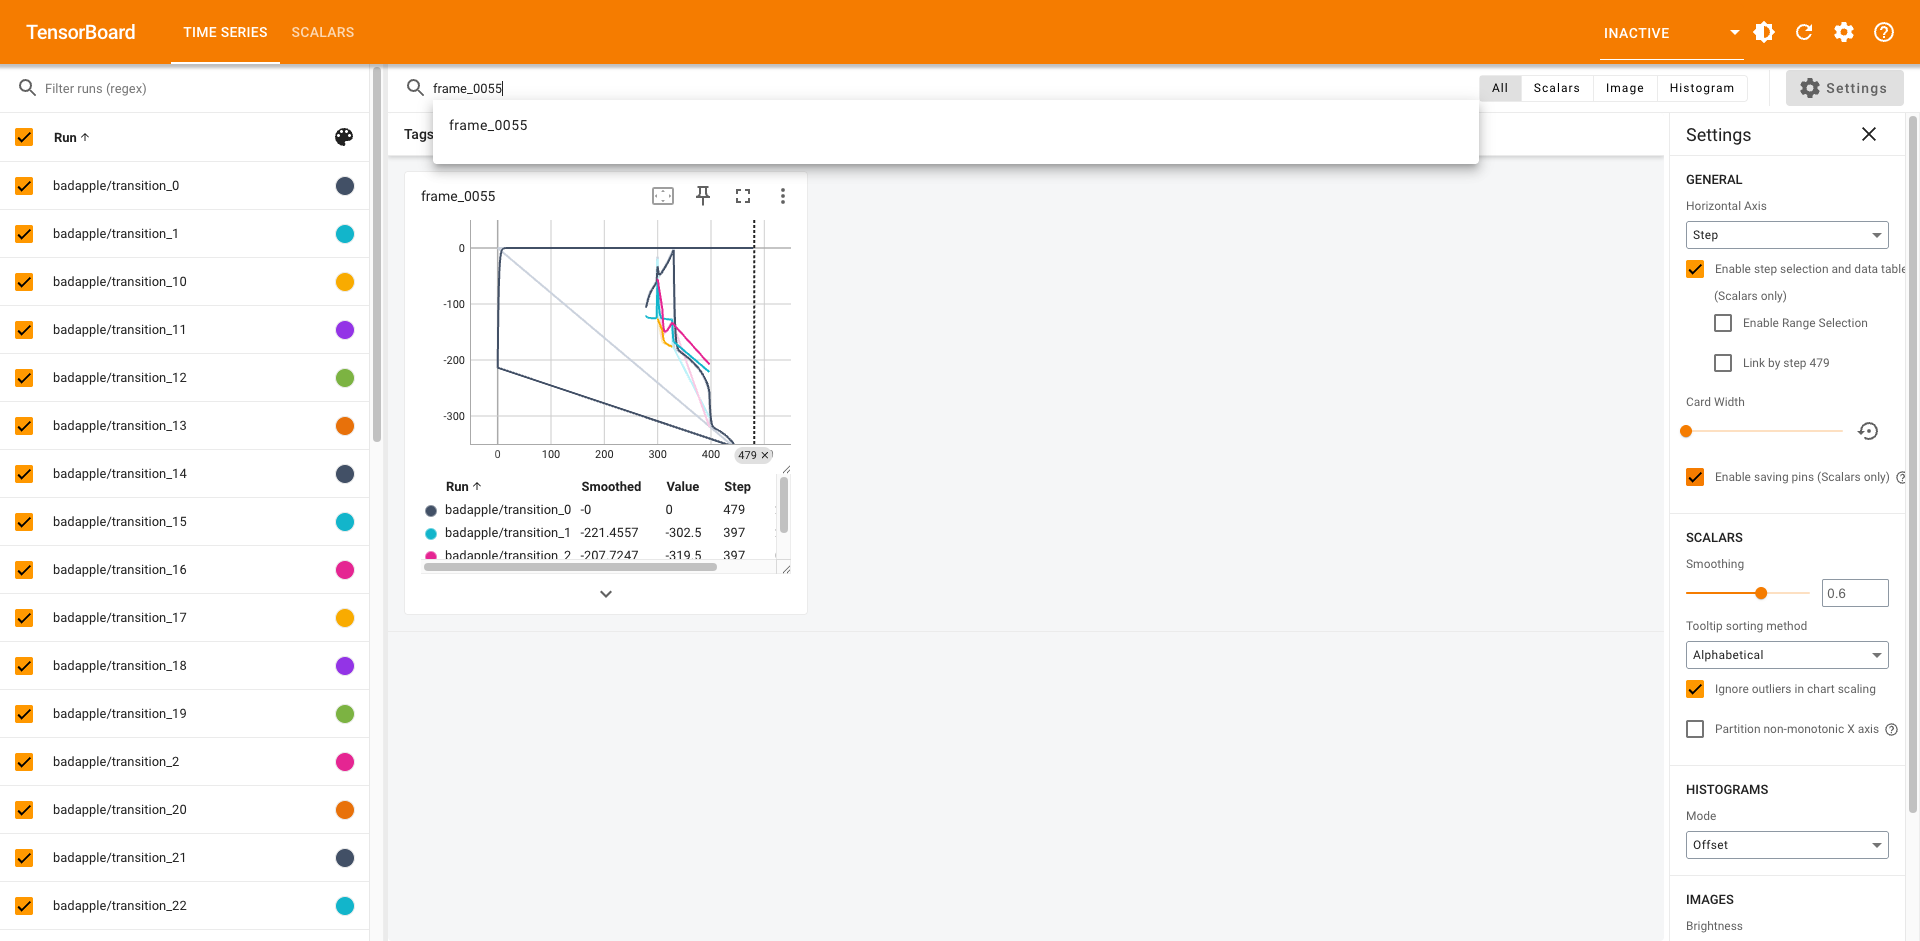 TensorBoard TIME SERIES SCALARS INACTIVE
Filter runs (regex)
Run
badapple/transition_0
badapple/transition_1
badapple/transition_10
badapple/transition_11
badapple/transition_12
badapple/transition_13
badapple/transition_14
badapple/transition_15
badapple/transition_16
badapple/transition_17
badapple/transition_18
badapple/transition_19
badapple/transition_2
badapple/transition_20
badapple/transition_21
badapple/transition_22
frame_0055
All Scalars Image Histogram Settings
frame_0055
Tags
frame_0055
0
-100
-200
-300
0 100 200 300 400 479
Run Smoothed Value Step
badapple/transition_0 -0 0 479
badapple/transition_1 -221.4557 -302.5 397
badapple/transition_2 -207.7247 -319.5 397
Settings
GENERAL
Horizontal Axis
Step
Enable step selection and data table
(Scalars only)
Enable Range Selection
Link by step 479
Card Width
Enable saving pins (Scalars only)
SCALARS
Smoothing
0.6
Tooltip sorting method
Alphabetical
Ignore outliers in chart scaling
Partition non-monotonic X axis
HISTOGRAMS
Mode
Offset
IMAGES
Brightness